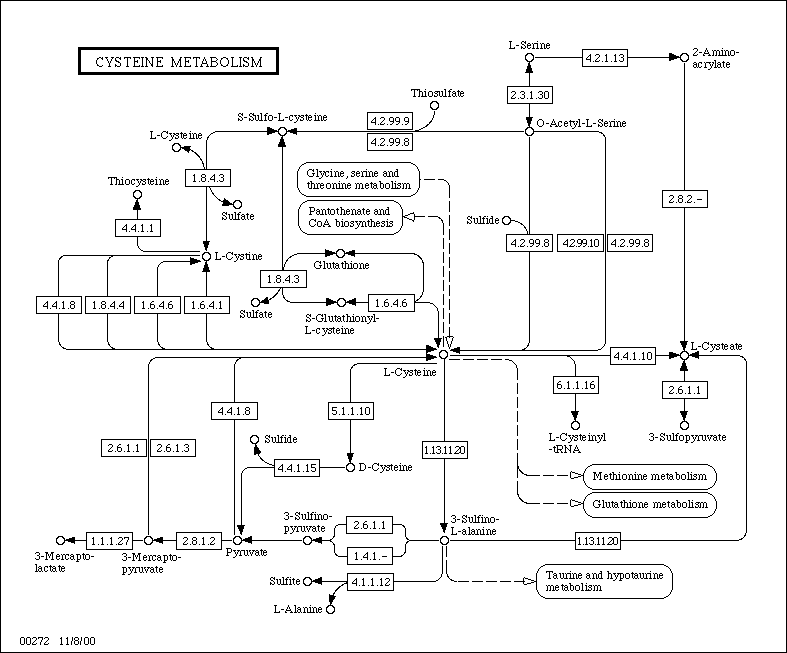 CYSTEINE METABOLISM
L-Serine
4.2.1.13
2-Amino-
acrylate
2.3.1.30
Thiosulfate
S-Sulfo-L-cysteine
4.2.99.9
4.2.99.8
O-Acetyl-L-Serine
L-Cysteine
1.8.4.3
Thiocysteine
Sulfate
Glycine, serine and
threonine metabolism
Pantothenate and
CoA biosynthesis
2.8.2.-
Sulfide
4.4.1.1
4.2.99.8
4.2.99.10
4.2.99.8
L-Cystine
Glutathione
1.8.4.3
4.4.1.8
1.8.4.4
1.6.4.6
1.6.4.1
Sulfate
1.6.4.6
S-Glutathionyl-
L-cysteine
L-Cysteine
4.4.1.10
L-Cysteate
6.1.1.16
2.6.1.1
4.4.1.8
5.1.1.10
L-Cysteinyl
-tRNA
3-Sulfopyruvate
2.6.1.1
2.6.1.3
Sulfide
4.4.1.15
D-Cysteine
1.13.11.20
Methionine metabolism
Glutathione metabolism
3-Sulfino-
pyruvate
2.6.1.1
3-Sulfino-
L-alanine
1.1.1.27
2.8.1.2
1.4.1.-
1.13.11.20
3-Mercapto-
lactate
3-Mercapto-
pyruvate
Pyruvate
Sulfite
4.1.1.12
Taurine and hypotaurine
metabolism
L-Alanine
00272 11/8/00